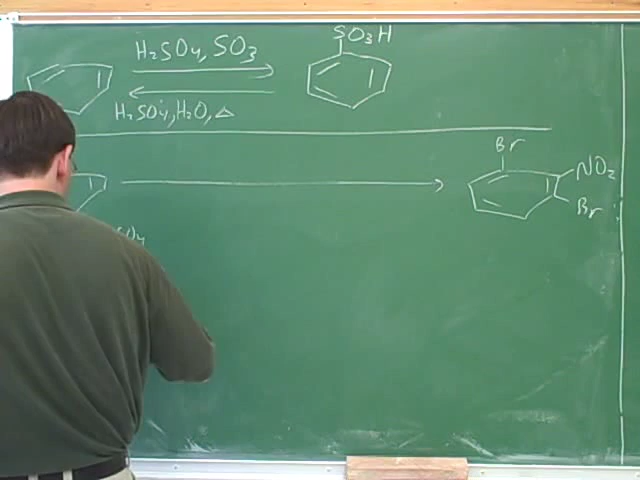 SO3H
H2SO4, SO3
H2SO4, H2O, Δ
Br
NO2
Br
SO4